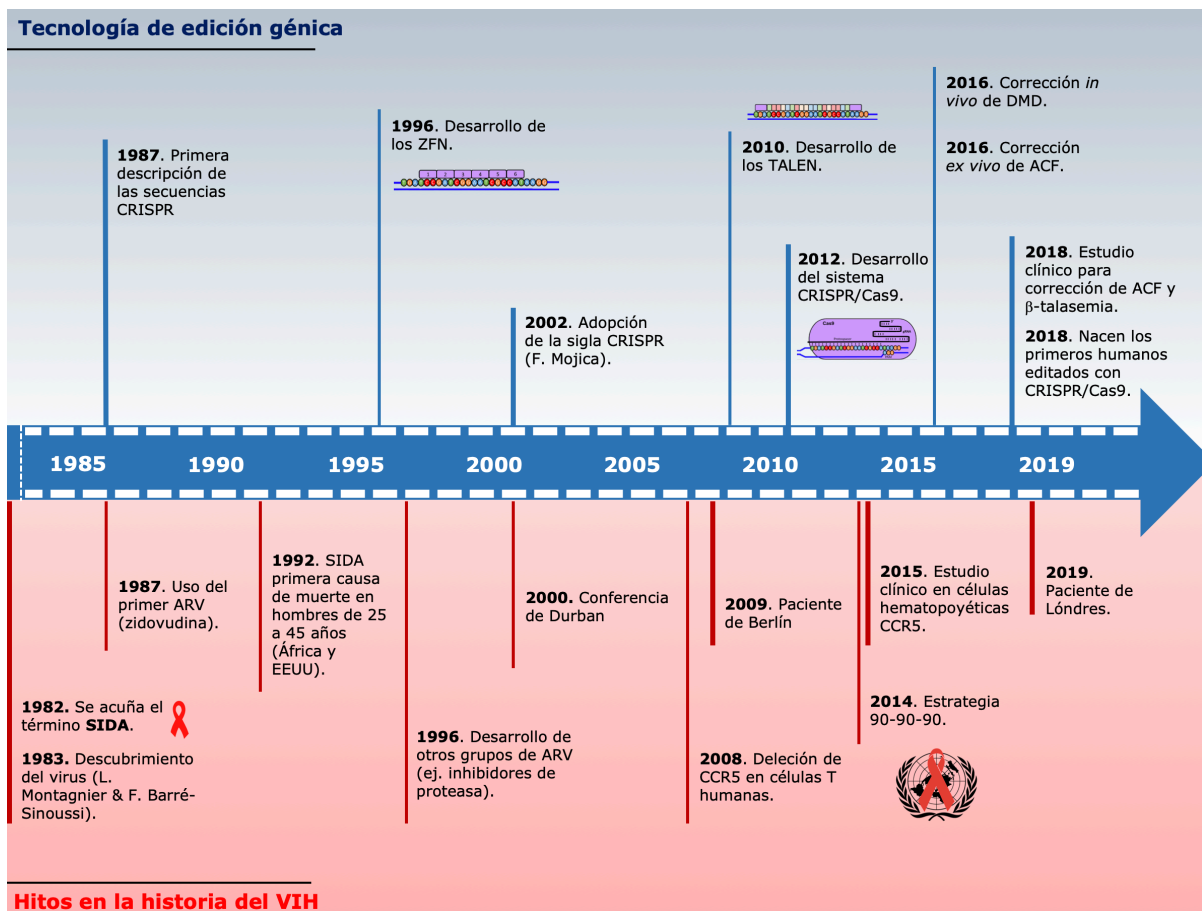 Tecnología de edición génica
1987. Primera
descripción de
las secuencias
CRISPR
1996. Desarrollo de
los ZFN.
1 2 3 4 5 6
2002. Adopción
de la sigla CRISPR
(F. Mojica).
2010. Desarrollo de
los TALEN.
2012. Desarrollo
del sistema
CRISPR/Cas9.
Cas9
2016. Corrección in
vivo de DMD.
2016. Corrección
ex vivo de ACF.
2018. Estudio
clínico para
corrección de ACF y
β-talasemia.
2018. Nacen los
primeros humanos
editados con
CRISPR/Cas9.
1985 1990 1995 2000 2005 2010 2015 2019
1982. Se acuña el
término SIDA.
1983. Descubrimiento
del virus (L.
Montagnier & F. Barré-
Sinoussi).
1987. Uso del
primer ARV
(zidovudina).
1992. SIDA
primera causa
de muerte en
hombres de 25
a 45 años
(África y
EEUU).
1996. Desarrollo de
otros grupos de ARV
(ej. inhibidores de
proteasa).
2000. Conferencia
de Durban
2008. Deleción de
CCR5 en células T
humanas.
2009. Paciente
de Berlín
2015. Estudio
clínico en células
hematopoyéticas
CCR5.
2014. Estrategia
90-90-90.
2019.
Paciente de
Lóndres.
Hitos en la historia del VIH